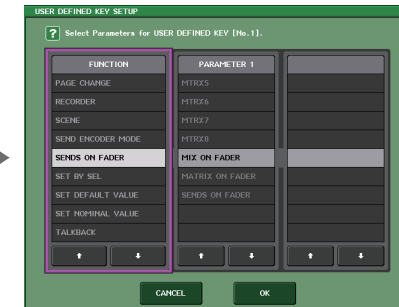 USER DEFINED KEY SETUP
? Select Parameters for USER DEFINED KEY [No.1].
FUNCTION
PAGE CHANGE
RECORDER
SCENE
SEND ENCODER MODE
SENDS ON FADER
SET BY SEL
SET DEFAULT VALUE
SET NOMINAL VALUE
TALKBACK
PARAMETER 1
MTRX5
MTRX6
MTRX7
MTRX8
MIX ON FADER
MATRIX ON FADER
SENDS ON FADER
CANCEL
OK